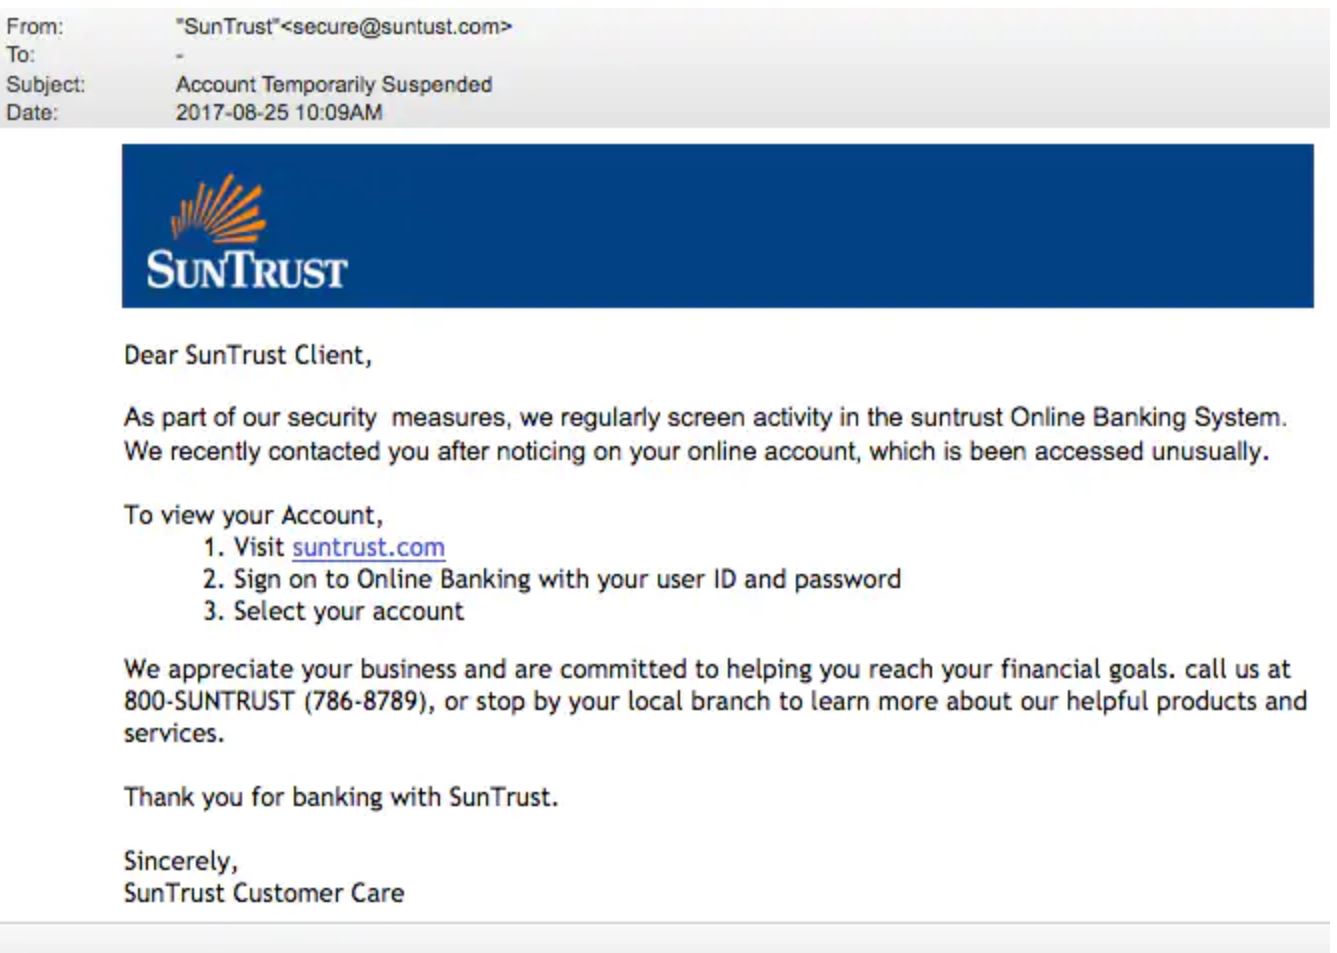 From: "SunTrust"<secure@suntust.com>
To: -
Subject: Account Temporarily Suspended
Date: 2017-08-25 10:09AM
SUNTRUST
Dear SunTrust Client,
As part of our security  measures, we regularly screen activity in the suntrust Online Banking System.
We recently contacted you after noticing on your online account, which is been accessed unusually.
To view your Account,
1. Visit suntrust.com
2. Sign on to Online Banking with your user ID and password
3. Select your account
We appreciate your business and are committed to helping you reach your financial goals. call us at
800-SUNTRUST (786-8789), or stop by your local branch to learn more about our helpful products and
services.
Thank you for banking with SunTrust.
Sincerely,
SunTrust Customer Care